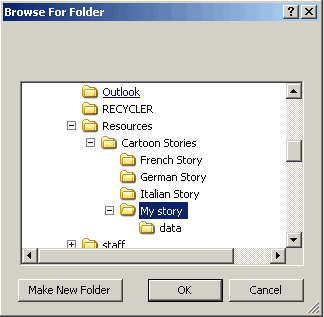 Browse For Folder
Outlook
RECYCLER
Resources
Cartoon Stories
French Story
German Story
Italian Story
My story
data
staff
Make New Folder OK Cancel